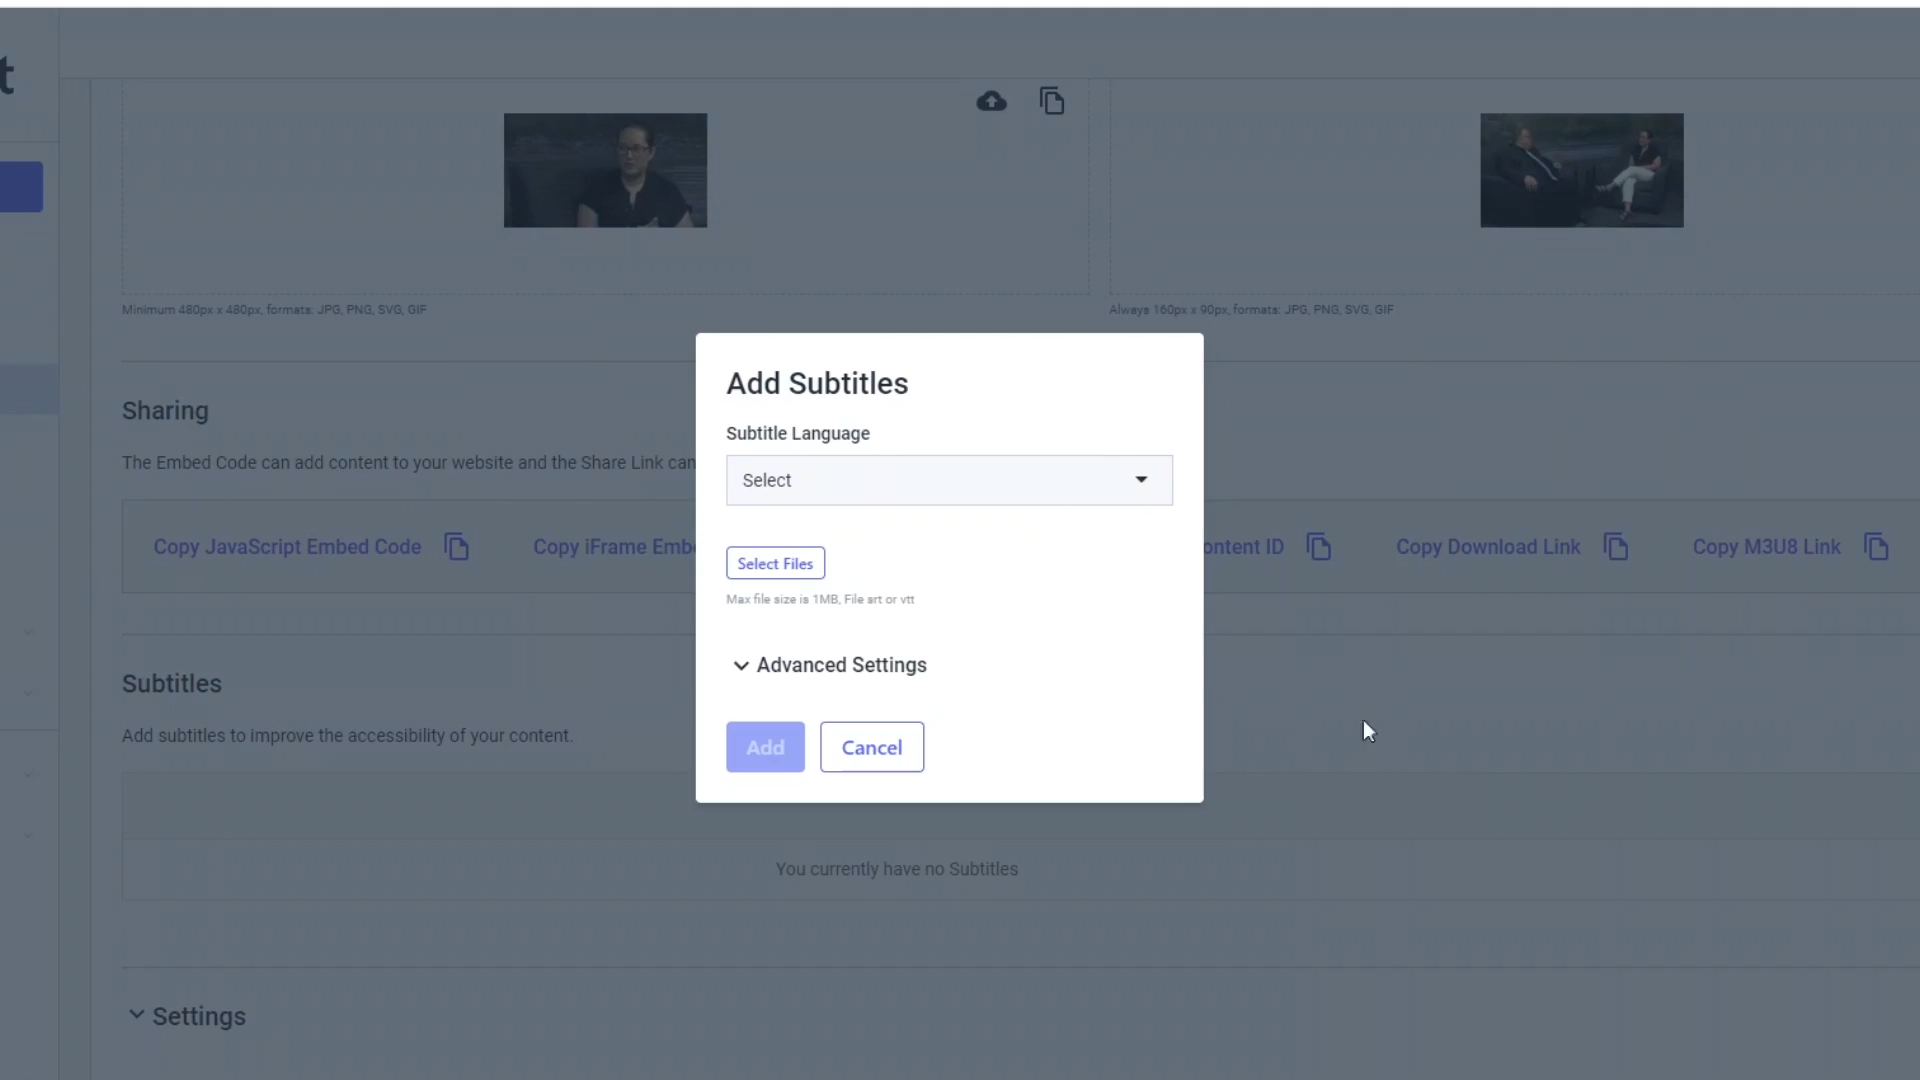 t
Minimum 480px x 480px, formats: JPG, PNG, SVG, GIF
Always 160px x 90px, formats: JPG, PNG, SVG, GIF
Sharing
The Embed Code can add content to your website and the Share Link can
Copy JavaScript Embed Code
Copy iFrame Embe
ontent ID
Copy Download Link
Copy M3U8 Link
Subtitles
Add subtitles to improve the accessibility of your content.
You currently have no Subtitles
Settings
Add Subtitles
Subtitle Language
Select
Select Files
Max file size is 1MB, File srt or vtt
Advanced Settings
Add
Cancel